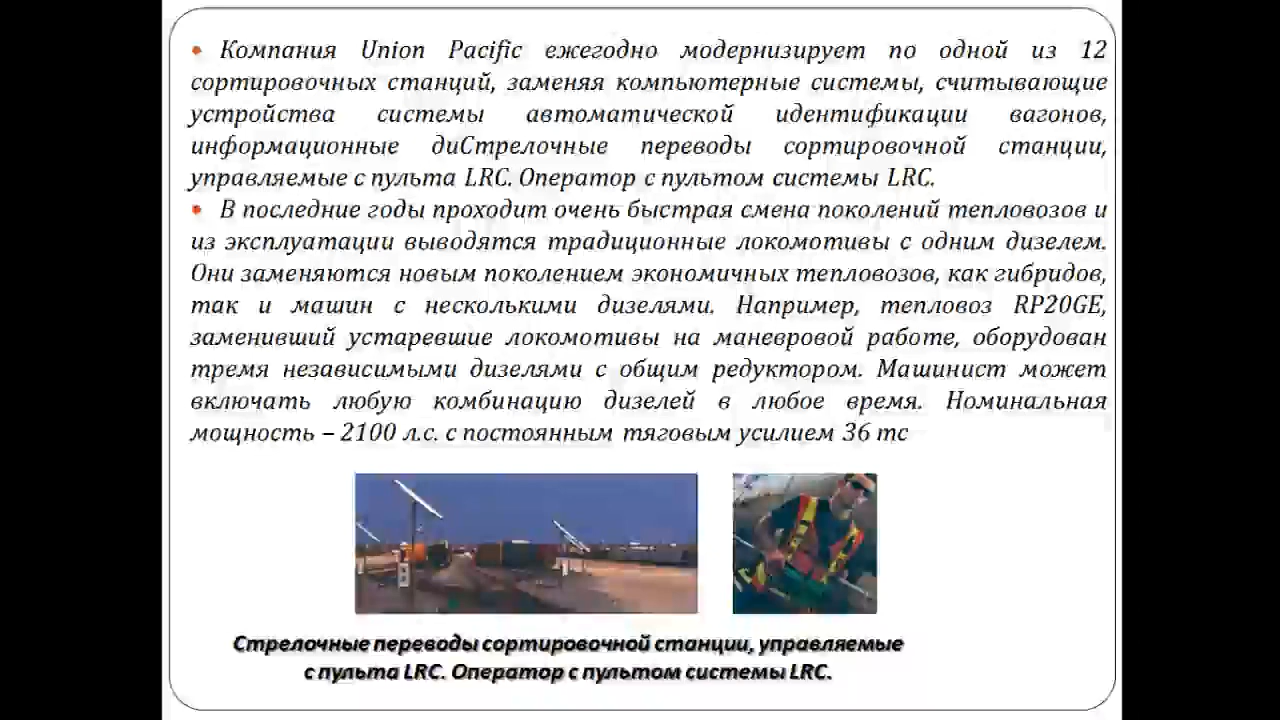 • Компания Union Pacific ежегодно модернизирует по одной из 12
сортировочных станций, заменяя компьютерные системы, считывающие
устройства системы автоматической идентификации вагонов,
информационные диСтрелочные переводы сортировочной станции,
управляемые с пульта LRC. Оператор с пультом системы LRC.
• В последние годы проходит очень быстрая смена поколений тепловозов и
из эксплуатации выводятся традиционные локомотивы с одним дизелем.
Они заменяются новым поколением экономичных тепловозов, как гибридов,
так и машин с несколькими дизелями. Например, тепловоз RP20GE,
заменивший устаревшие локомотивы на маневровой работе, оборудован
тремя независимыми дизелями с общим редуктором. Машинист может
включать любую комбинацию дизелей в любое время. Номинальная
мощность – 2100 л.с. с постоянным тяговым усилием 36 тс
Стрелочные переводы сортировочной станции, управляемые
с пульта LRC. Оператор с пультом системы LRC.